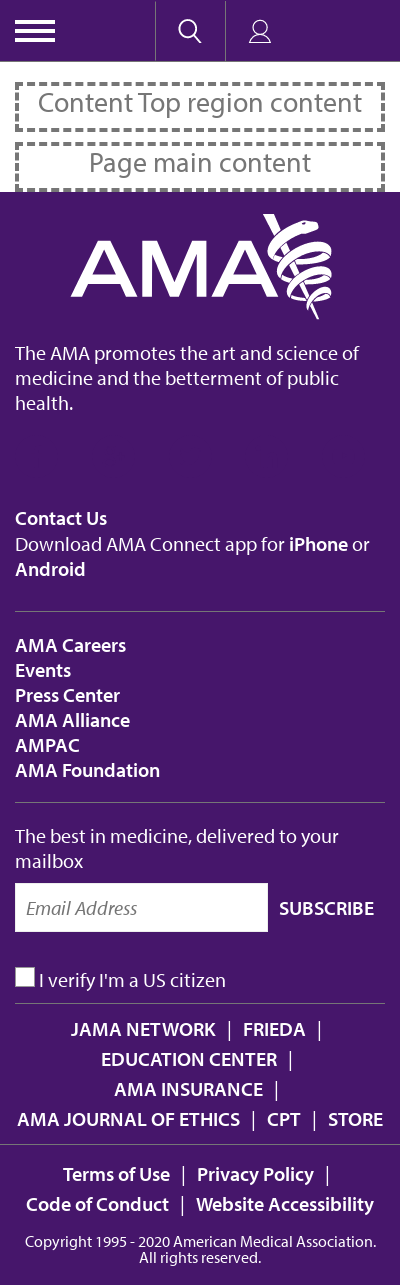 Content Top region content
Page main content
AMA
The AMA promotes the art and science of
medicine and the betterment of public
health.
Contact Us
Download AMA Connect app for iPhone or
Android
AMA Careers
Events
Press Center
AMA Alliance
AMPAC
AMA Foundation
The best in medicine, delivered to your
mailbox
Email Address SUBSCRIBE
I verify I'm a US citizen
JAMA NETWORK | FRIEDA |
EDUCATION CENTER |
AMA INSURANCE |
AMA JOURNAL OF ETHICS | CPT | STORE
Terms of Use | Privacy Policy |
Code of Conduct | Website Accessibility
Copyright 1995 - 2020 American Medical Association.
All rights reserved.